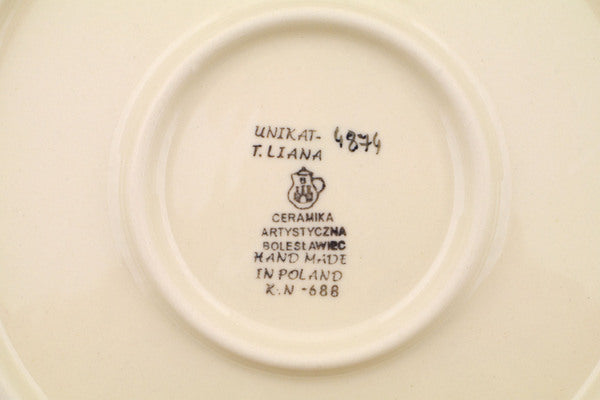 UNIKAT- 4874
T. LIANA
CERAMIKA
ARTYSTYCZNA
BOLESŁAWIEC
HAND MADE
IN POLAND
K.N-688